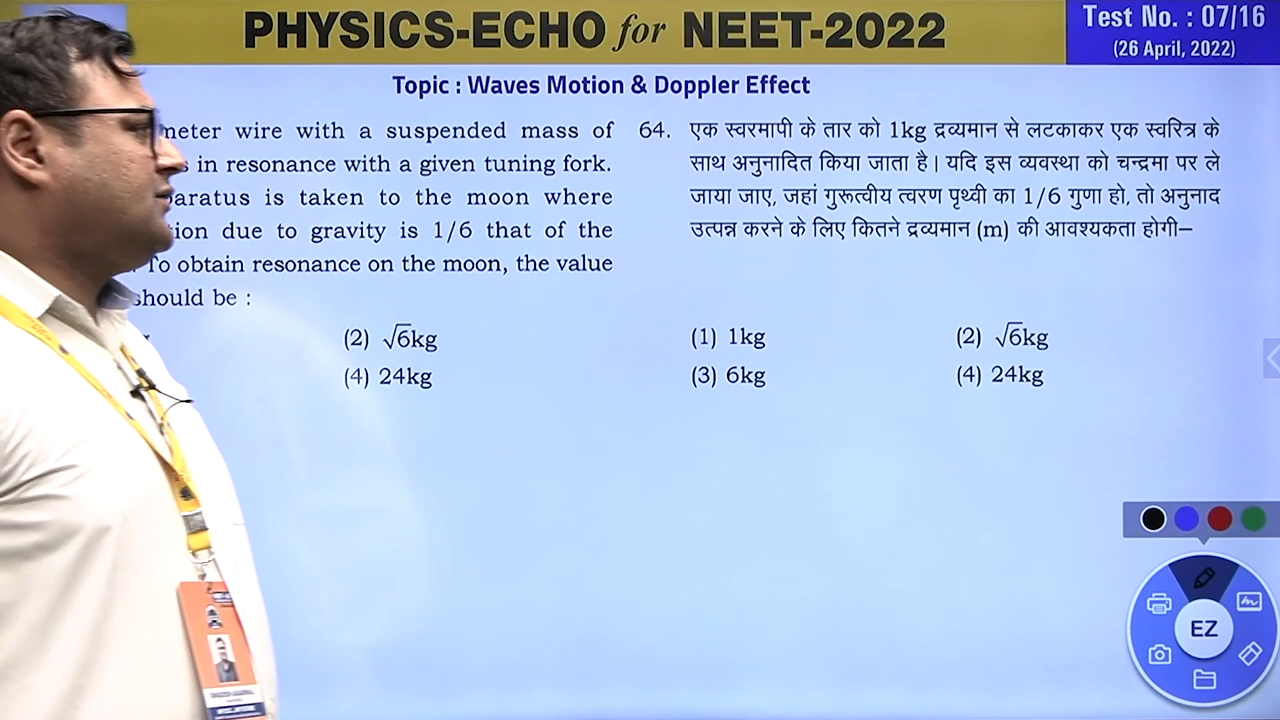 PHYSICS-ECHO for NEET-2022
Test No. : 07/16
(26 April, 2022)
Topic : Waves Motion & Doppler Effect
wire with a suspended mass of
in resonance with a given tuning fork.
is taken to the moon where
due to gravity is 1/6 that of the
To obtain resonance on the moon, the value
should be :
(2) √6kg
(4) 24kg
64. एक स्वरमापी के तार को 1kg द्रव्यमान से लटकाकर एक स्वरित्र के
साथ अनुनादित किया जाता है। यदि इस व्यवस्था को चन्द्रमा पर ले
जाया जाए, जहां गुरूत्वीय त्वरण पृथ्वी का 1/6 गुणा हो, तो अनुनाद
उत्पन्न करने के लिए कितने द्रव्यमान (m) की आवश्यकता होगी–
(1) 1kg (2) √6kg
(3) 6kg (4) 24kg
EZ